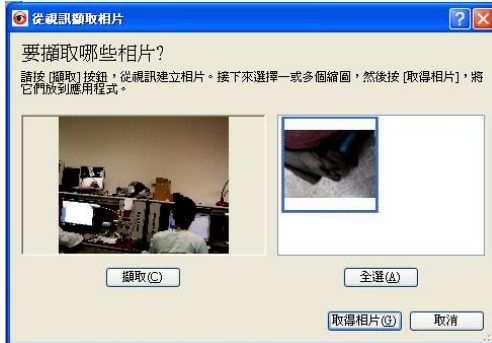 從視訊擷取相片
要擷取哪些相片?
請按 [擷取] 按鈕，從視訊建立相片。接下來選擇一或多個縮圖，然後按 [取得相片]，將
它們放到應用程式。
擷取(C)
全選(A)
取得相片(G)
取消